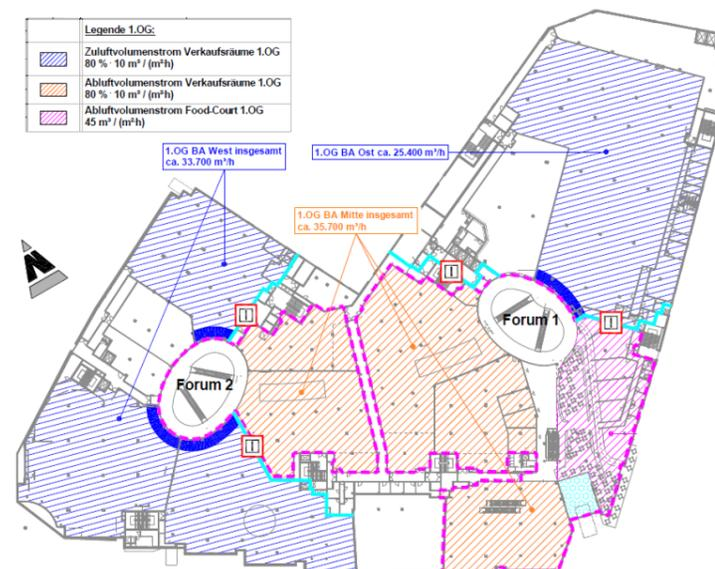 Legende 1.OG:
Zuluftvolumenstrom Verkaufsräume 1.OG
80 % · 10 m³ / (m²h)
Abluftvolumenstrom Verkaufsräume 1.OG
80 % · 10 m³ / (m²h)
Abluftvolumenstrom Food-Court 1.OG
45 m³ / (m²h)
1.OG BA West insgesamt
ca. 33.700 m³/h
1.OG BA Ost ca. 25.400 m³/h
1.OG BA Mitte insgesamt
ca. 35.700 m³/h
N
I
I
Forum 1
I
Forum 2
I